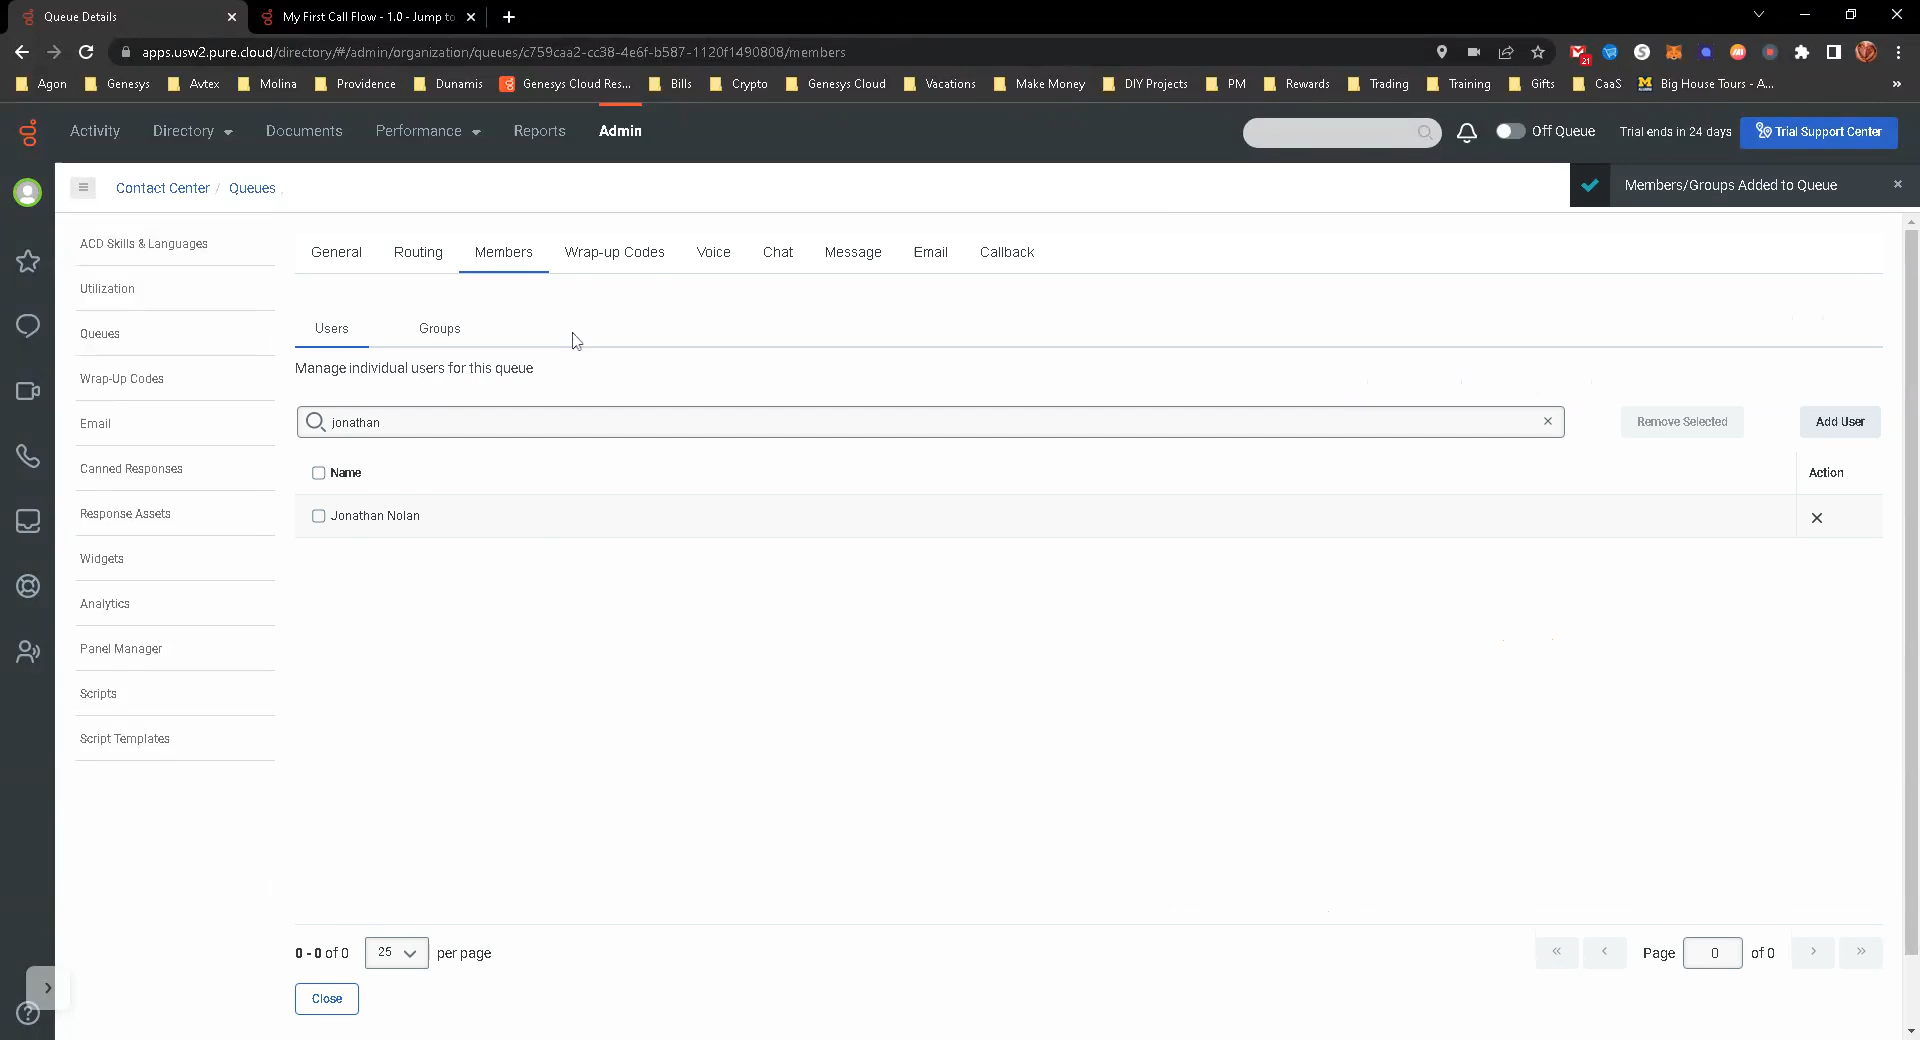 Queue Details
My First Call Flow - 1.0 - Jump to
apps.usw2.pure.cloud/directory/#/admin/organization/queues/c759caa2-cc38-4e6f-b587-1120f1490808/members
21
Agon
Genesys
Avtex
Molina
Providence
Dunamis
Genesys Cloud Res...
Bills
Crypto
Genesys Cloud
Vacations
Make Money
DIY Projects
PM
Rewards
Trading
Training
Gifts
CaaS
Big House Tours - A...
Activity
Directory
Documents
Performance
Reports
Admin
Off Queue
Trial ends in 24 days
Trial Support Center
Contact Center / Queues
Members/Groups Added to Queue
ACD Skills & Languages
Utilization
Queues
Wrap-Up Codes
Email
Canned Responses
Response Assets
Widgets
Analytics
Panel Manager
Scripts
Script Templates
General
Routing
Members
Wrap-up Codes
Voice
Chat
Message
Email
Callback
Users
Groups
Manage individual users for this queue
jonathan
Remove Selected
Add User
Name
Action
Jonathan Nolan
0 - 0 of 0
25
per page
Page
0
of 0
Close